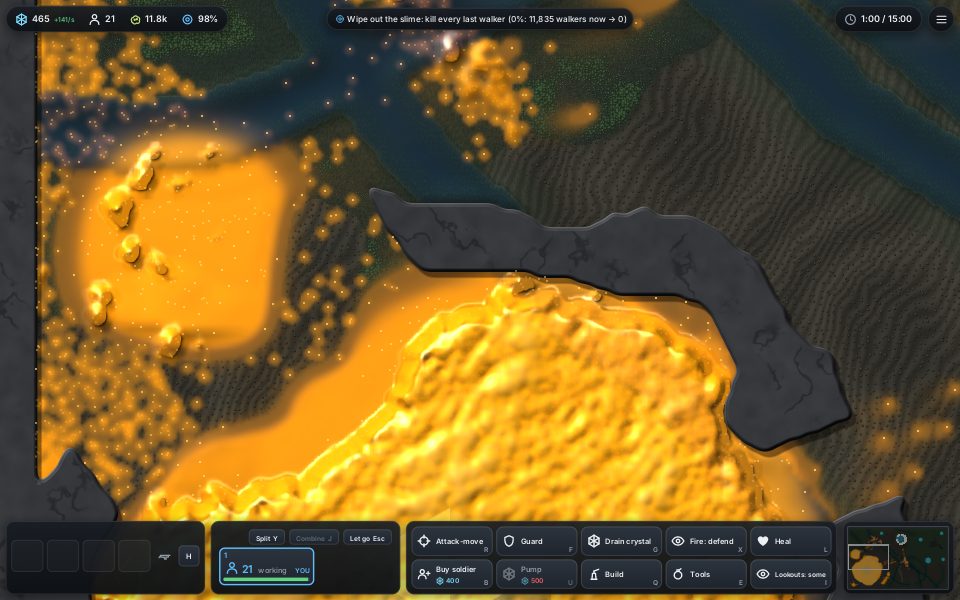 465 +141/s 21 11.8k 98%
Wipe out the slime: kill every last walker (0%: 11,835 walkers now → 0)
1:00 / 15:00
H
Split Y Combine J Let go Esc
1
21 working YOU
Attack-move R
Guard F
Drain crystal G
Fire: defend X
Heal L
Buy soldier 400 B
Pump 500 U
Build Q
Tools E
Lookouts: some I